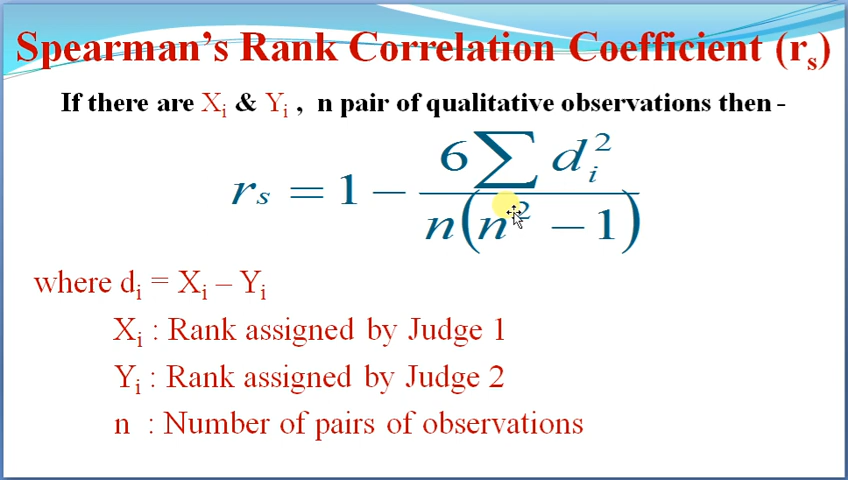 Spearman's Rank Correlation Coefficient (rₛ)
If there are Xᵢ & Yᵢ , n pair of qualitative observations then -
rₛ = 1 − 6∑dᵢ² / n(n² − 1)
where dᵢ = Xᵢ – Yᵢ
Xᵢ : Rank assigned by Judge 1
Yᵢ : Rank assigned by Judge 2
n : Number of pairs of observations